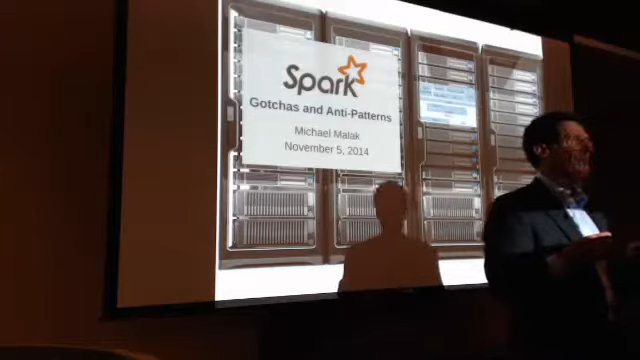 Spark
Gotchas and Anti-Patterns
Michael Malak
November 5, 2014